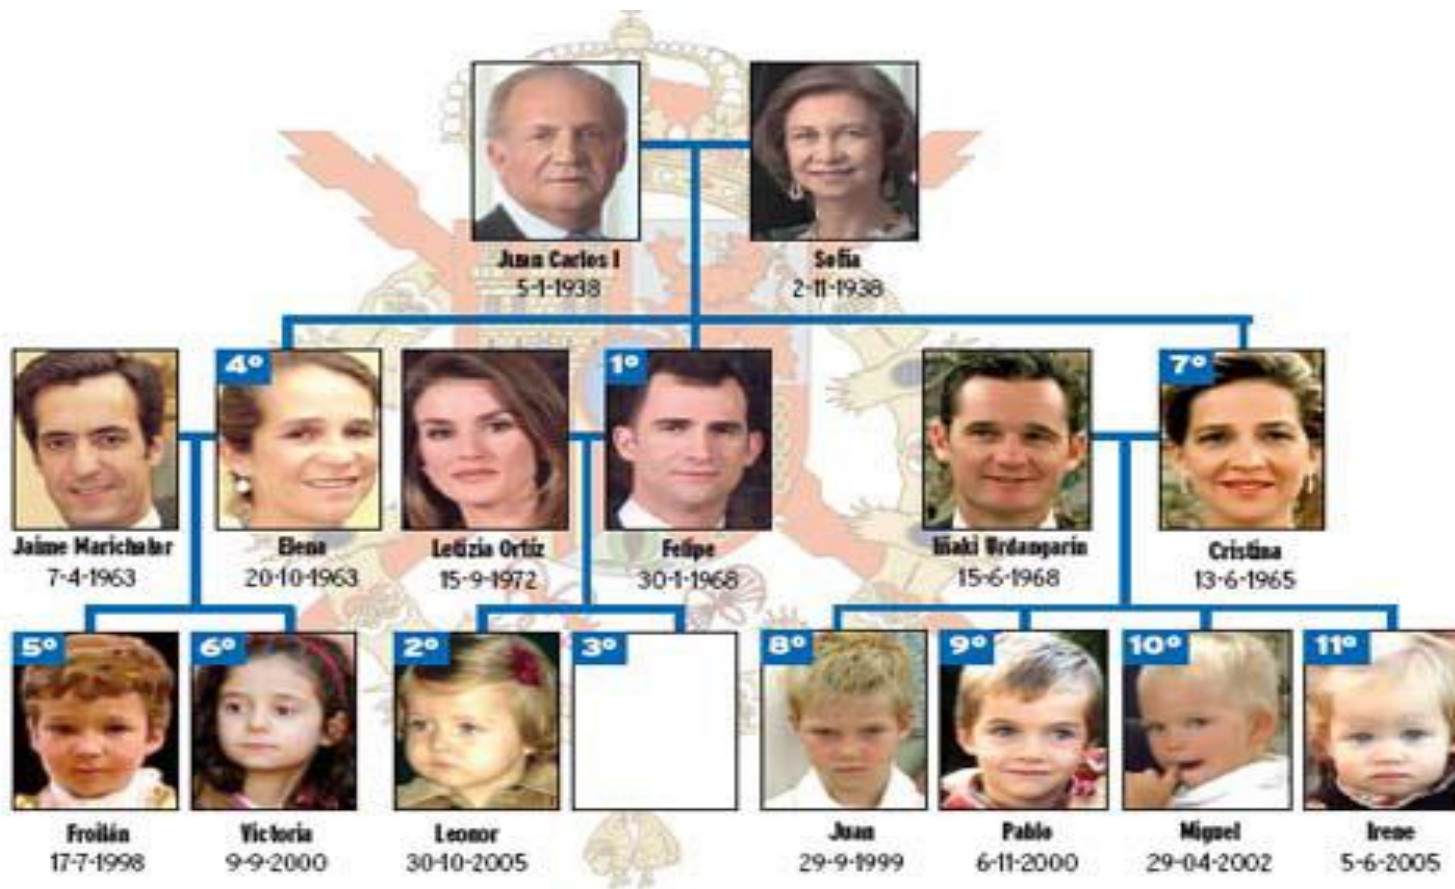 Juan Carlos I
5-1-1938
Sofía
2-11-1938
4º
1º
7º
Jaime Marichalar
7-4-1963
Elena
20-10-1963
Letizia Ortiz
15-9-1972
Felipe
30-1-1968
Iñaki Urdangarín
15-6-1968
Cristina
13-6-1965
5º
6º
2º
3º
8º
9º
10º
11º
Froilán
17-7-1998
Victoria
9-9-2000
Leonor
30-10-2005
Juan
29-9-1999
Pablo
6-11-2000
Miguel
29-04-2002
Irene
5-6-2005